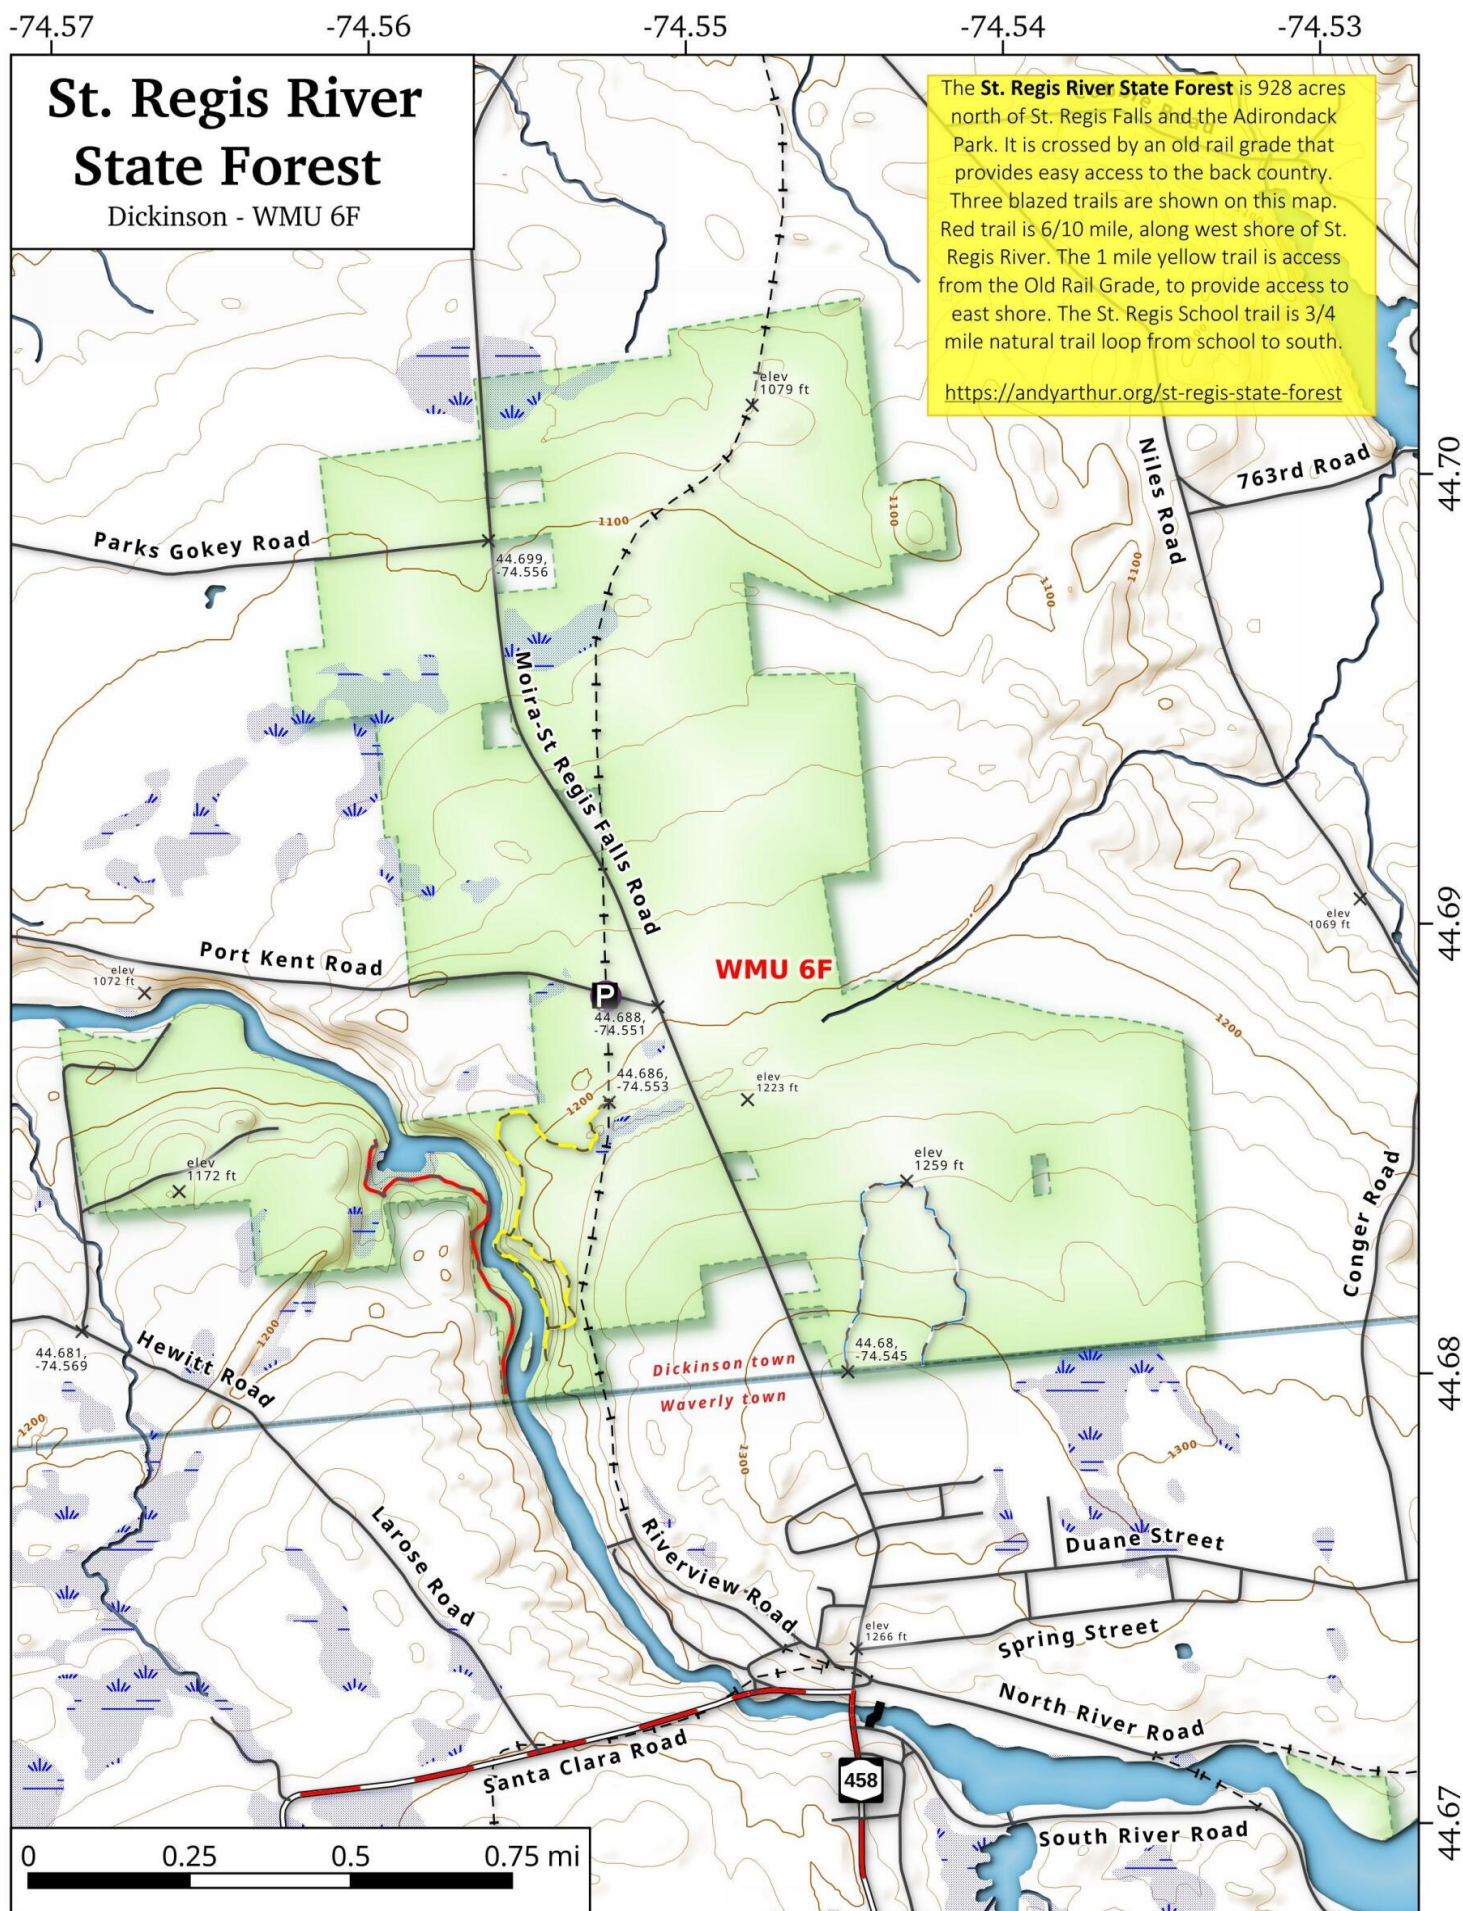 -74.57
-74.56
-74.55
-74.54
-74.53
St. Regis River
State Forest
Dickinson - WMU 6F
The St. Regis River State Forest is 928 acres
north of St. Regis Falls and the Adirondack
Park. It is crossed by an old rail grade that
provides easy access to the back country.
Three blazed trails are shown on this map.
Red trail is 6/10 mile, along west shore of St.
Regis River. The 1 mile yellow trail is access
from the Old Rail Grade, to provide access to
east shore. The St. Regis School trail is 3/4
mile natural trail loop from school to south.
https://andyarthur.org/st-regis-state-forest
elev
1079 ft
44.70
Niles Road
763rd Road
1100
1100
Parks Gokey Road
44.699,
-74.556
1100
1100
Moira-St Regis Falls Road
44.69
elev
1069 ft
Port Kent Road
elev
1072 ft
WMU 6F
P
44.688,
-74.551
1200
44.686,
-74.553
elev
1223 ft
1200
elev
1172 ft
elev
1259 ft
Conger Road
44.681,
-74.569
Hewitt Road
1200
44.68,
-74.545
44.68
Dickinson town
Waverly town
1200
1300
1300
Larose Road
Riverview Road
Duane Street
elev
1266 ft
Spring Street
North River Road
Santa Clara Road
458
South River Road
44.67
0
0.25
0.5
0.75 mi